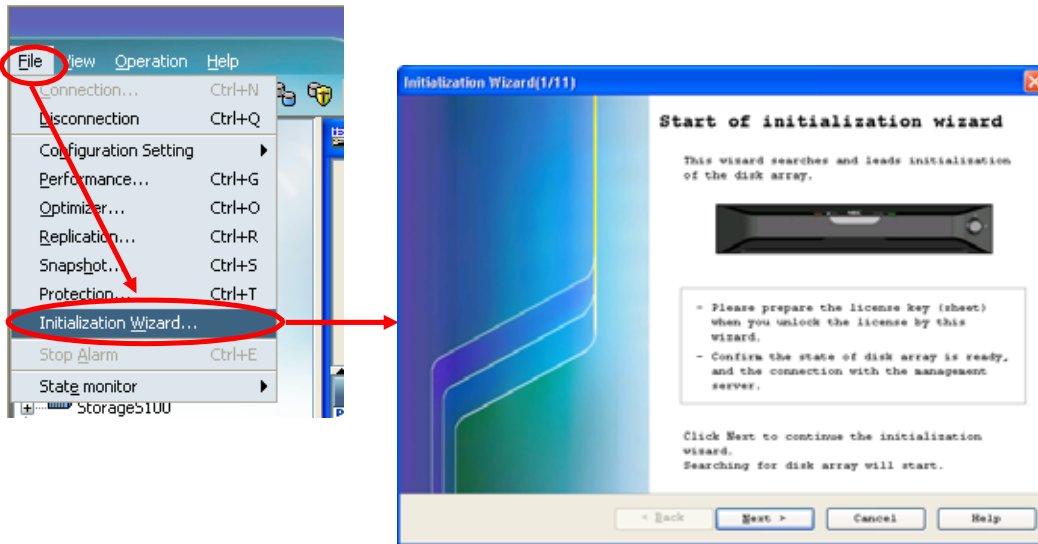 File View Operation Help
Connection... Ctrl+N
Disconnection Ctrl+Q
Configuration Setting
Performance... Ctrl+G
Optimizer... Ctrl+O
Replication... Ctrl+R
Snapshot... Ctrl+S
Protection... Ctrl+T
Initialization Wizard...
Stop Alarm Ctrl+E
State monitor
StorageS100
Initialization Wizard(1/11)
Start of initialization wizard
This wizard searches and leads initialization
of the disk array.
- Please prepare the license key (sheet)
when you unlock the license by this
wizard.
- Confirm the state of disk array is ready,
and the connection with the management
server.
Click Next to continue the initialization
wizard.
Searching for disk array will start.
< Back Next > Cancel Help